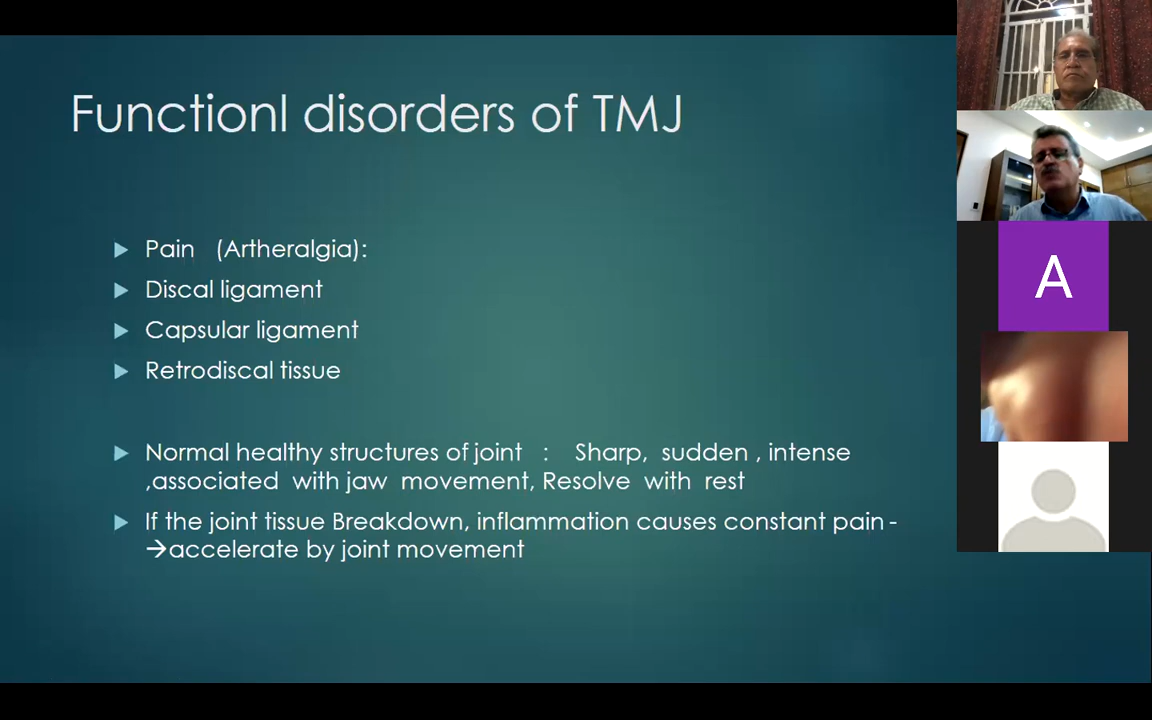 Functionl disorders of TMJ
Pain (Artheralgia):
Discal ligament
Capsular ligament
Retrodiscal tissue
Normal healthy structures of joint : Sharp, sudden , intense
,associated with jaw movement, Resolve with rest
If the joint tissue Breakdown, inflammation causes constant pain -
→accelerate by joint movement
A